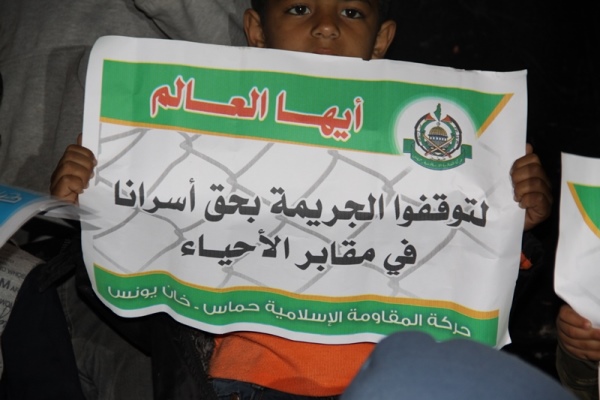 أيها العالم
لتوقفوا الجريمة بحق أسرانا
في مقابر الأحياء
حركة المقاومة الإسلامية حماس - خان يونس